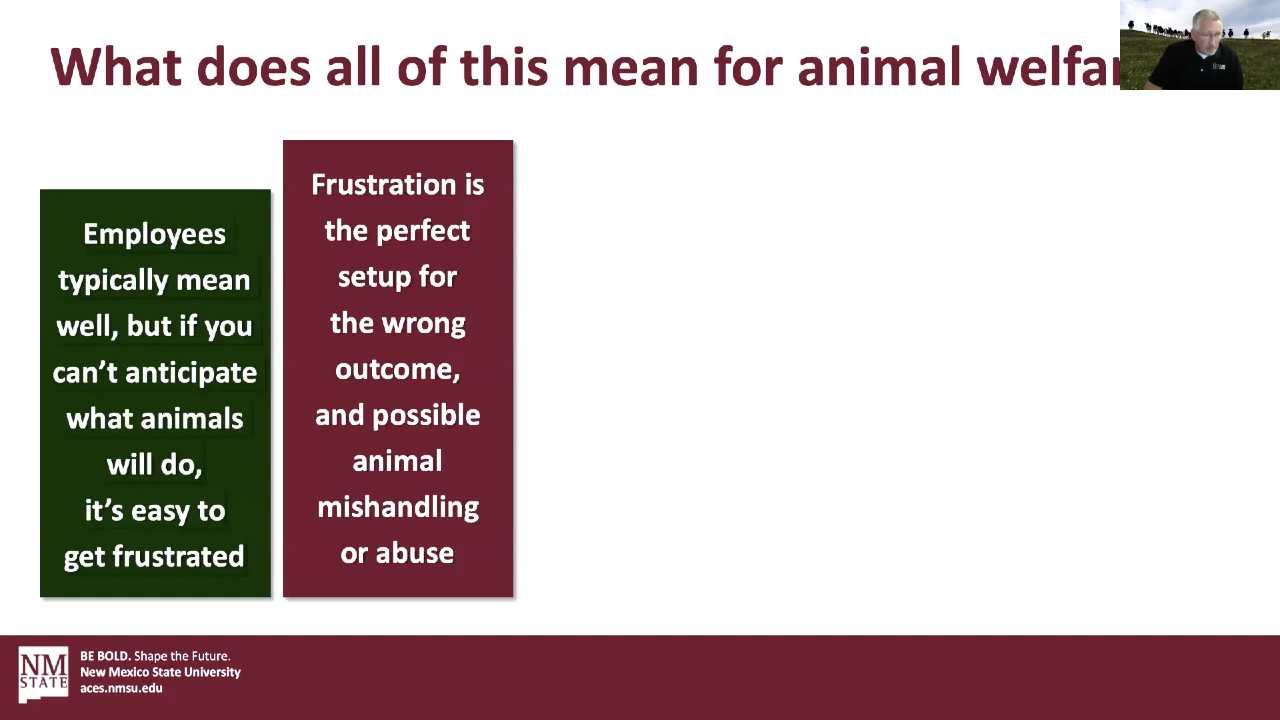 What does all of this mean for animal
Employees
typically mean
well, but if you
can’t anticipate
what animals
will do,
it’s easy to
get frustrated
Frustration is
the perfect
setup for
the wrong
outcome,
and possible
animal
mishandling
or abuse
NM
STATE
BE BOLD. Shape the Future.
New Mexico State University
aces.nmsu.edu